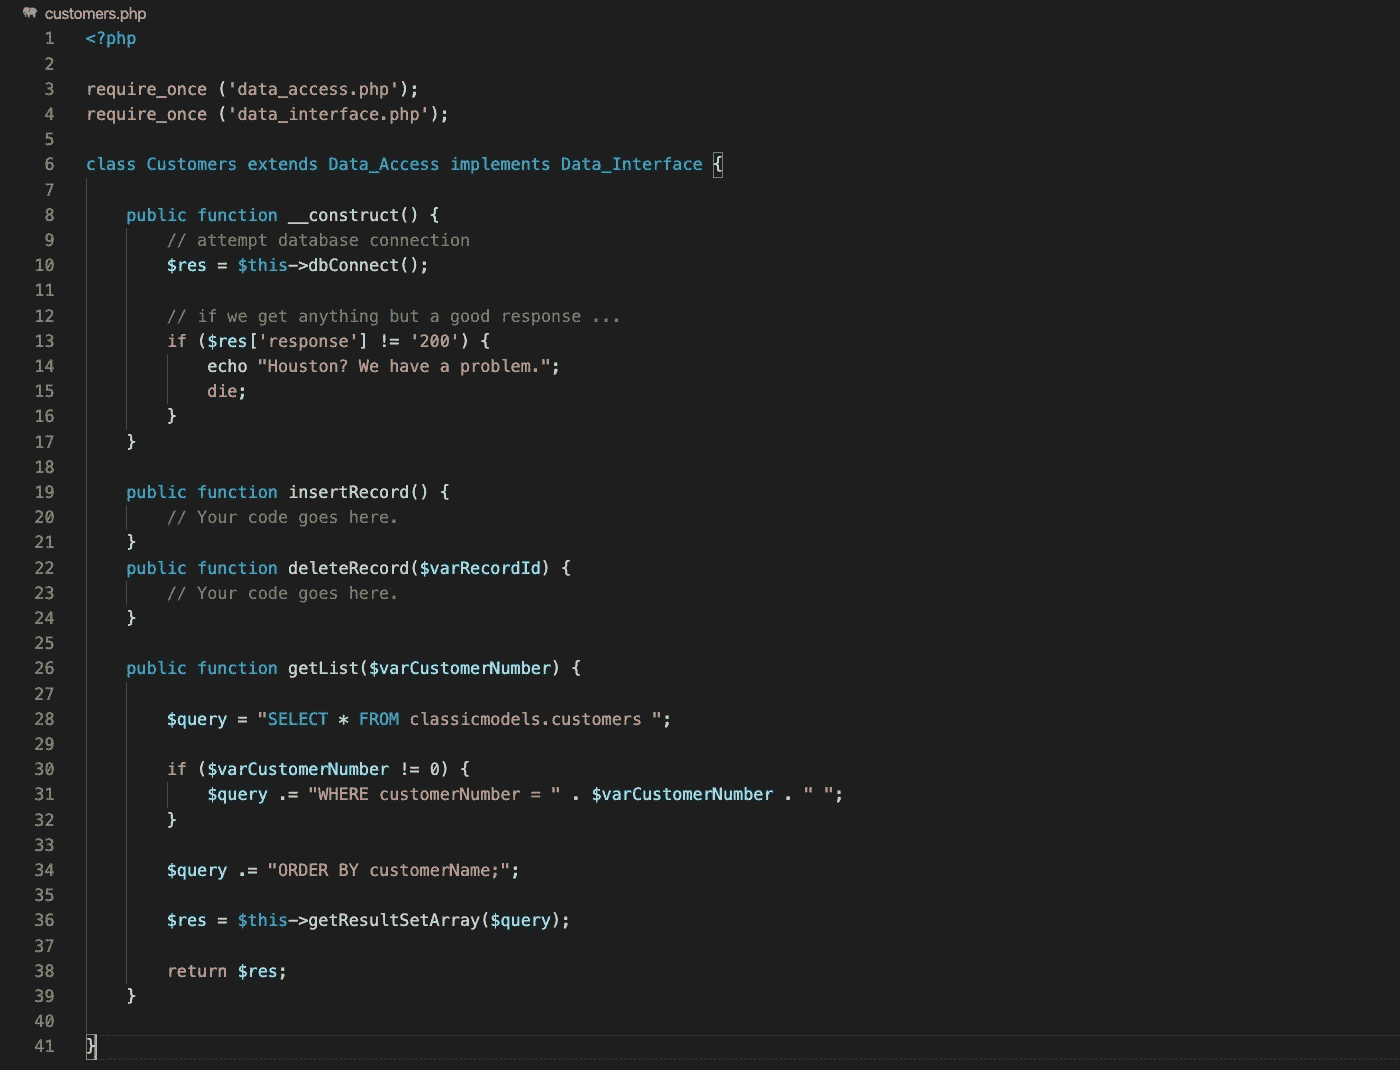 customers.php
1 <?php
2
3 require_once ('data_access.php');
4 require_once ('data_interface.php');
5
6 class Customers extends Data_Access implements Data_Interface {
7
8     public function __construct() {
9         // attempt database connection
10         $res = $this->dbConnect();
11
12         // if we get anything but a good response ...
13         if ($res['response'] != '200') {
14             echo "Houston? We have a problem.";
15             die;
16         }
17     }
18
19     public function insertRecord() {
20         // Your code goes here.
21     }
22     public function deleteRecord($varRecordId) {
23         // Your code goes here.
24     }
25
26     public function getList($varCustomerNumber) {
27
28         $query = "SELECT * FROM classicmodels.customers ";
29
30         if ($varCustomerNumber != 0) {
31             $query .= "WHERE customerNumber = " . $varCustomerNumber . " ";
32         }
33
34         $query .= "ORDER BY customerName;";
35
36         $res = $this->getResultSetArray($query);
37
38         return $res;
39     }
40
41 }